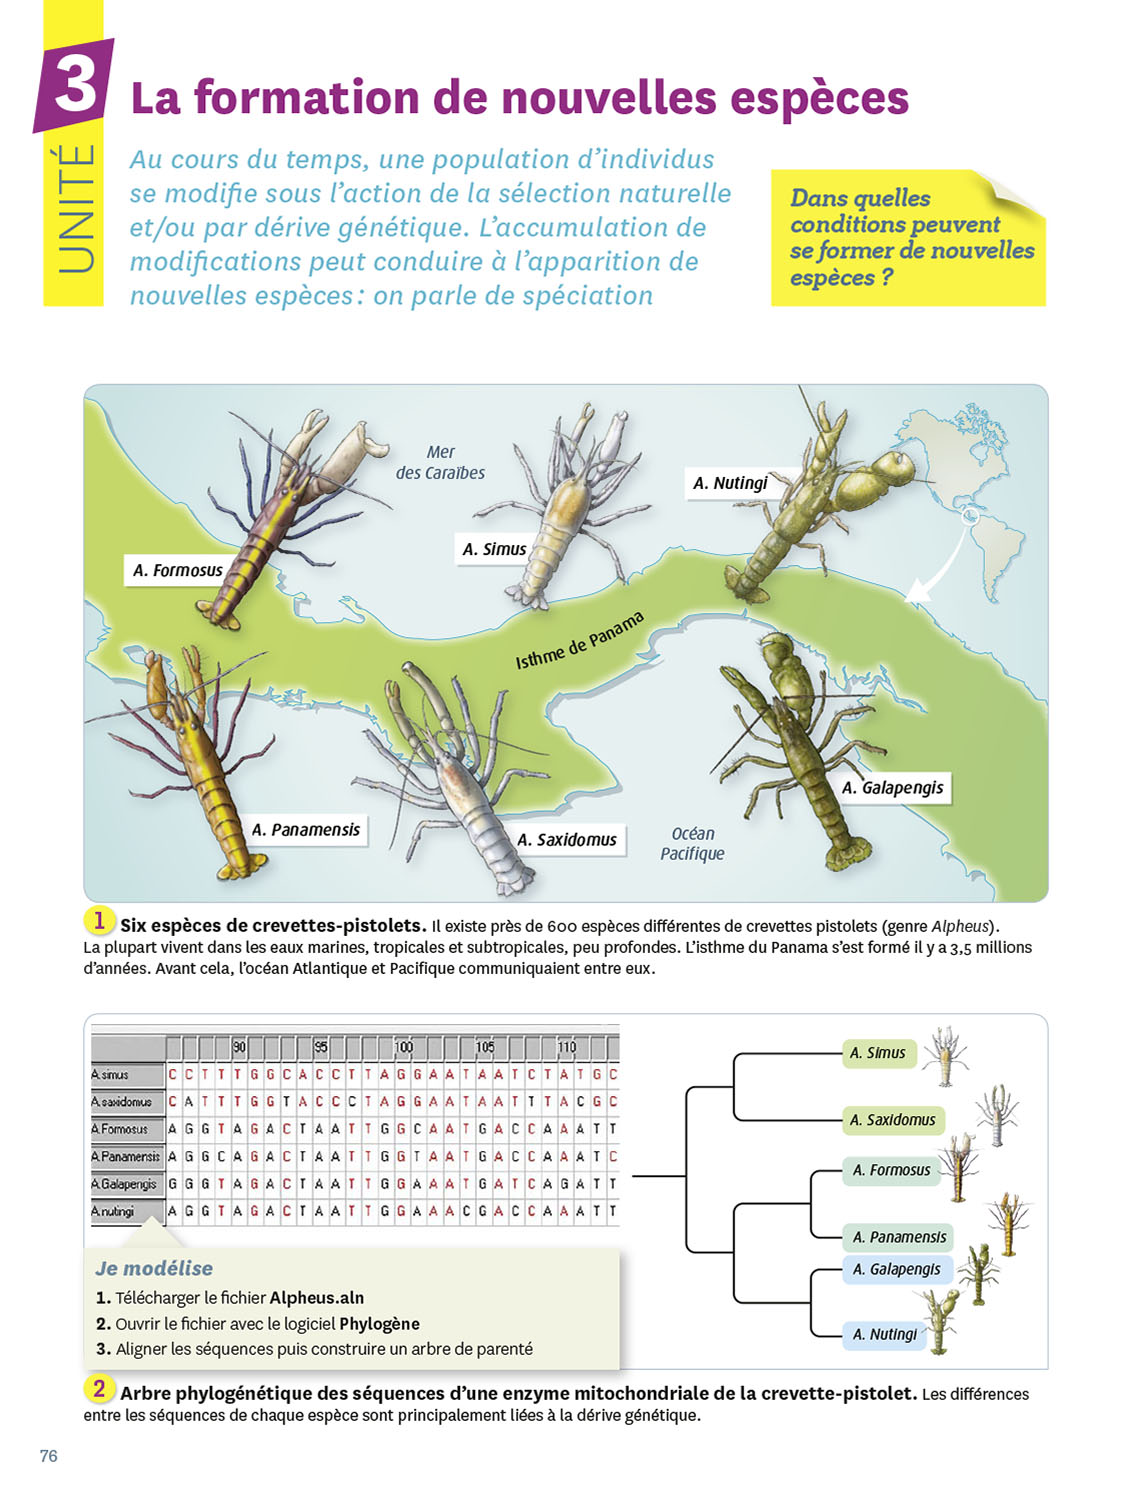 3
UNITÉ
La formation de nouvelles espèces
Au cours du temps, une population d'individus
se modifie sous l'action de la sélection naturelle
et/ou par dérive génétique. L'accumulation de
modifications peut conduire à l'apparition de
nouvelles espèces : on parle de spéciation
Dans quelles
conditions peuvent
se former de nouvelles
espèces ?
Mer
des Caraïbes
A. Nutingi
A. Simus
A. Formosus
Isthme de Panama
A. Galapengis
A. Panamensis
A. Saxidomus
Océan
Pacifique
1 Six espèces de crevettes-pistolets. Il existe près de 600 espèces différentes de crevettes pistolets (genre Alpheus).
La plupart vivent dans les eaux marines, tropicales et subtropicales, peu profondes. L'isthme du Panama s'est formé il y a 3,5 millions
d'années. Avant cela, l'océan Atlantique et Pacifique communiquaient entre eux.
90 95 100 105 110
A.simus C C T T T G G C A C C T T A G G A A T A A T C T A T G C
A.saxidomus C A T T T G G T A C C C T A G G A A T A A T T T A C G C
A.Formosus A G G T A G A C T A A T T G G C A A T G A C C A A A T T
A.Panamensis A G G C A G A C T A A T T G G T A A T G A C C A A A T C
A.Galapengis G G G T A G A C T A A T T G G A A A T G A T C A G A T T
A.nutingi A G G T A G A C T A A T T G G A A A C G A C C A A A T T
Je modélise
1. Télécharger le fichier Alpheus.aln
2. Ouvrir le fichier avec le logiciel Phylogène
3. Aligner les séquences puis construire un arbre de parenté
A. Simus
A. Saxidomus
A. Formosus
A. Panamensis
A. Galapengis
A. Nutingi
2 Arbre phylogénétique des séquences d'une enzyme mitochondriale de la crevette-pistolet. Les différences
entre les séquences de chaque espèce sont principalement liées à la dérive génétique.
76